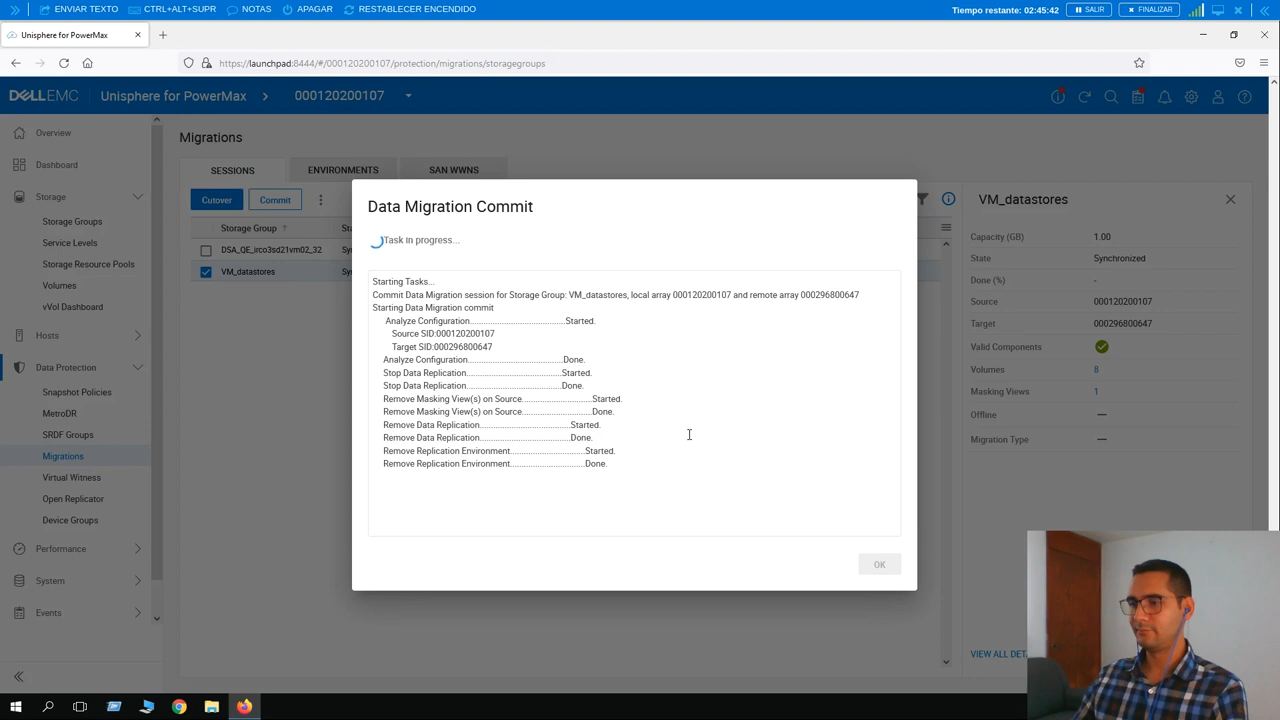 ENVIAR TEXTO CTRL+ALT+SUPR NOTAS APAGAR RESTABLECER ENCENDIDO Tiempo restante: 02:45:42 SALIR FINALIZAR
Unisphere for PowerMax
https://launchpad:8444/#/000120200107/protection/migrations/storagegroups
DELLEMC Unisphere for PowerMax 000120200107
Overview
Dashboard
Storage
Storage Groups
Service Levels
Storage Resource Pools
Volumes
vVol Dashboard
Hosts
Data Protection
Snapshot Policies
MetroDR
SRDF Groups
Migrations
Virtual Witness
Open Replicator
Device Groups
Performance
System
Events
Migrations
SESSIONS ENVIRONMENTS SAN WWNS
Cutover Commit
Storage Group
DSA_QE_irco3sd21vm02_32
VM_datastores
Data Migration Commit
Task in progress...
Starting Tasks...
Commit Data Migration session for Storage Group: VM_datastores, local array 000120200107 and remote array 000296800647
Starting Data Migration commit
Analyze Configuration..........................................Started.
Source SID:000120200107
Target SID:000296800647
Analyze Configuration..........................................Done.
Stop Data Replication..........................................Started.
Stop Data Replication..........................................Done.
Remove Masking View(s) on Source...............................Started.
Remove Masking View(s) on Source...............................Done.
Remove Data Replication........................................Started.
Remove Data Replication........................................Done.
Remove Replication Environment.................................Started.
Remove Replication Environment.................................Done.
OK
VM_datastores
Capacity (GB) 1.00
State Synchronized
Done (%) -
Source 000120200107
Target 000296800647
Valid Components
Volumes 8
Masking Views 1
Offline —
Migration Type —
VIEW ALL DE